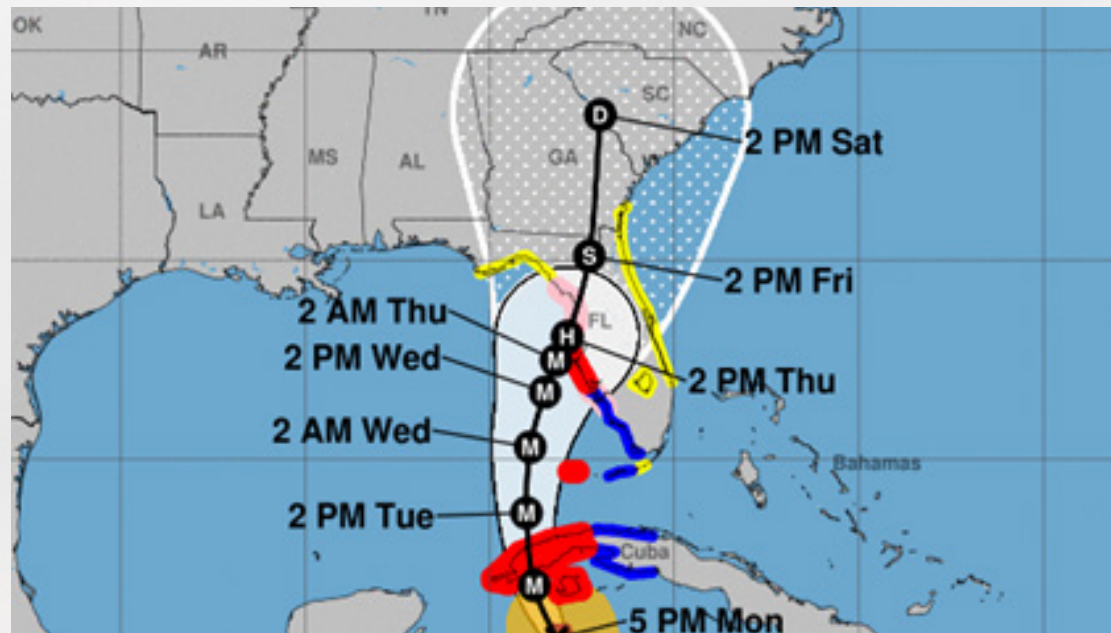 OK
TN
NC
AR
SC
D
2 PM Sat
MS
AL
GA
LA
S
2 PM Fri
2 AM Thu
FL
H
2 PM Wed
M
2 PM Thu
M
2 AM Wed
M
Bahamas
2 PM Tue
M
Cuba
M
5 PM Mon